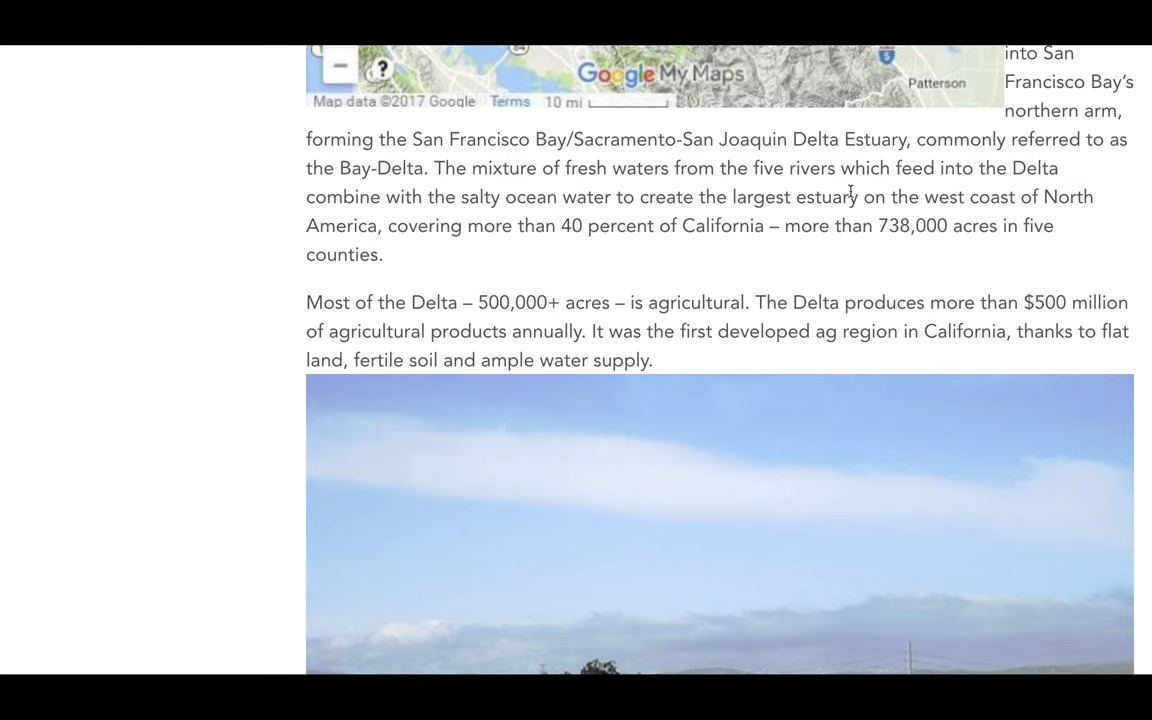 into San
Francisco Bay's
northern arm,
84
5
?
Google My Maps
Patterson
Map data ©2017 Google Terms 10 mi
forming the San Francisco Bay/Sacramento-San Joaquin Delta Estuary, commonly referred to as
the Bay-Delta. The mixture of fresh waters from the five rivers which feed into the Delta
combine with the salty ocean water to create the largest estuary on the west coast of North
America, covering more than 40 percent of California – more than 738,000 acres in five
counties.
Most of the Delta – 500,000+ acres – is agricultural. The Delta produces more than $500 million
of agricultural products annually. It was the first developed ag region in California, thanks to flat
land, fertile soil and ample water supply.